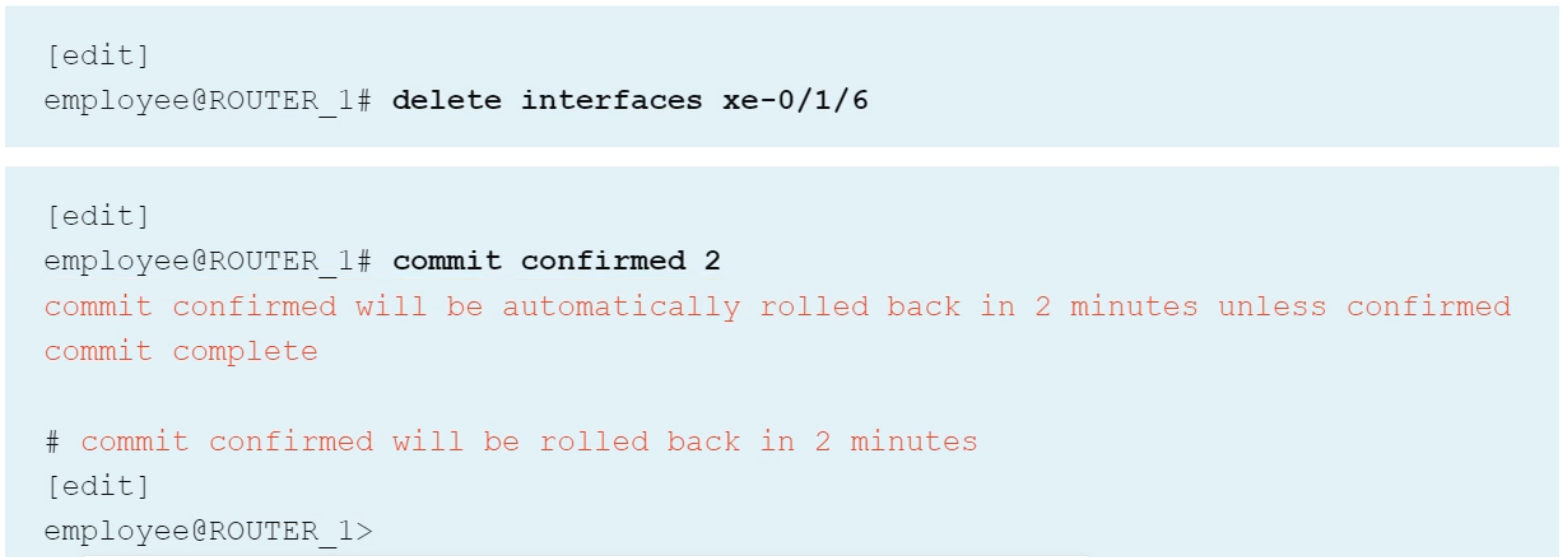 [edit]
employee@ROUTER_1# delete interfaces xe-0/1/6
[edit]
employee@ROUTER_1# commit confirmed 2
commit confirmed will be automatically rolled back in 2 minutes unless confirmed
commit complete
# commit confirmed will be rolled back in 2 minutes
[edit]
employee@ROUTER_1>